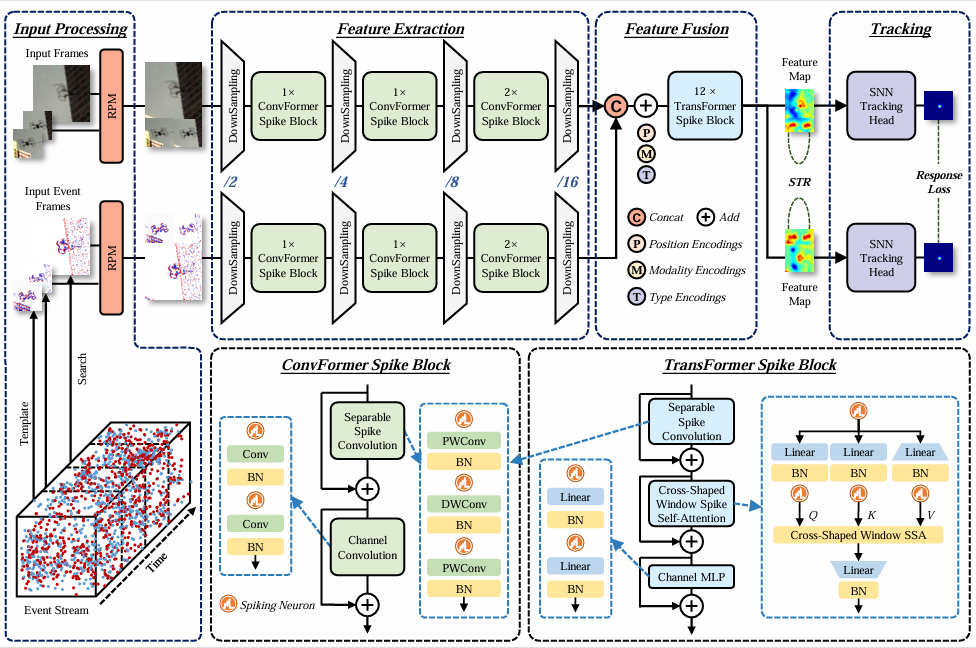 Input Processing
Input Frames
RPM
Input Event
Frames
RPM
Template
Search
Time
Event Stream
Feature Extraction
DownSampling
1×
ConvFormer
Spike Block
DownSampling
1×
ConvFormer
Spike Block
DownSampling
2×
ConvFormer
Spike Block
DownSampling
/2
/4
/8
/16
DownSampling
1×
ConvFormer
Spike Block
DownSampling
1×
ConvFormer
Spike Block
DownSampling
2×
ConvFormer
Spike Block
DownSampling
Feature Fusion
C
12 ×
TransFormer
Spike Block
P
M
T
C Concat
Add
P Position Encodings
M Modality Encodings
T Type Encodings
Feature
Map
STR
Feature
Map
Tracking
SNN
Tracking
Head
Response
Loss
SNN
Tracking
Head
ConvFormer Spike Block
Conv
BN
Conv
BN
Spiking Neuron
Separable
Spike
Convolution
Channel
Convolution
PWConv
BN
DWConv
BN
PWConv
BN
TransFormer Spike Block
Linear
BN
Linear
BN
Separable
Spike
Convolution
Cross-Shaped
Window Spike
Self-Attention
Channel MLP
Linear Linear Linear
BN BN BN
Q K V
Cross-Shaped Window SSA
Linear
BN